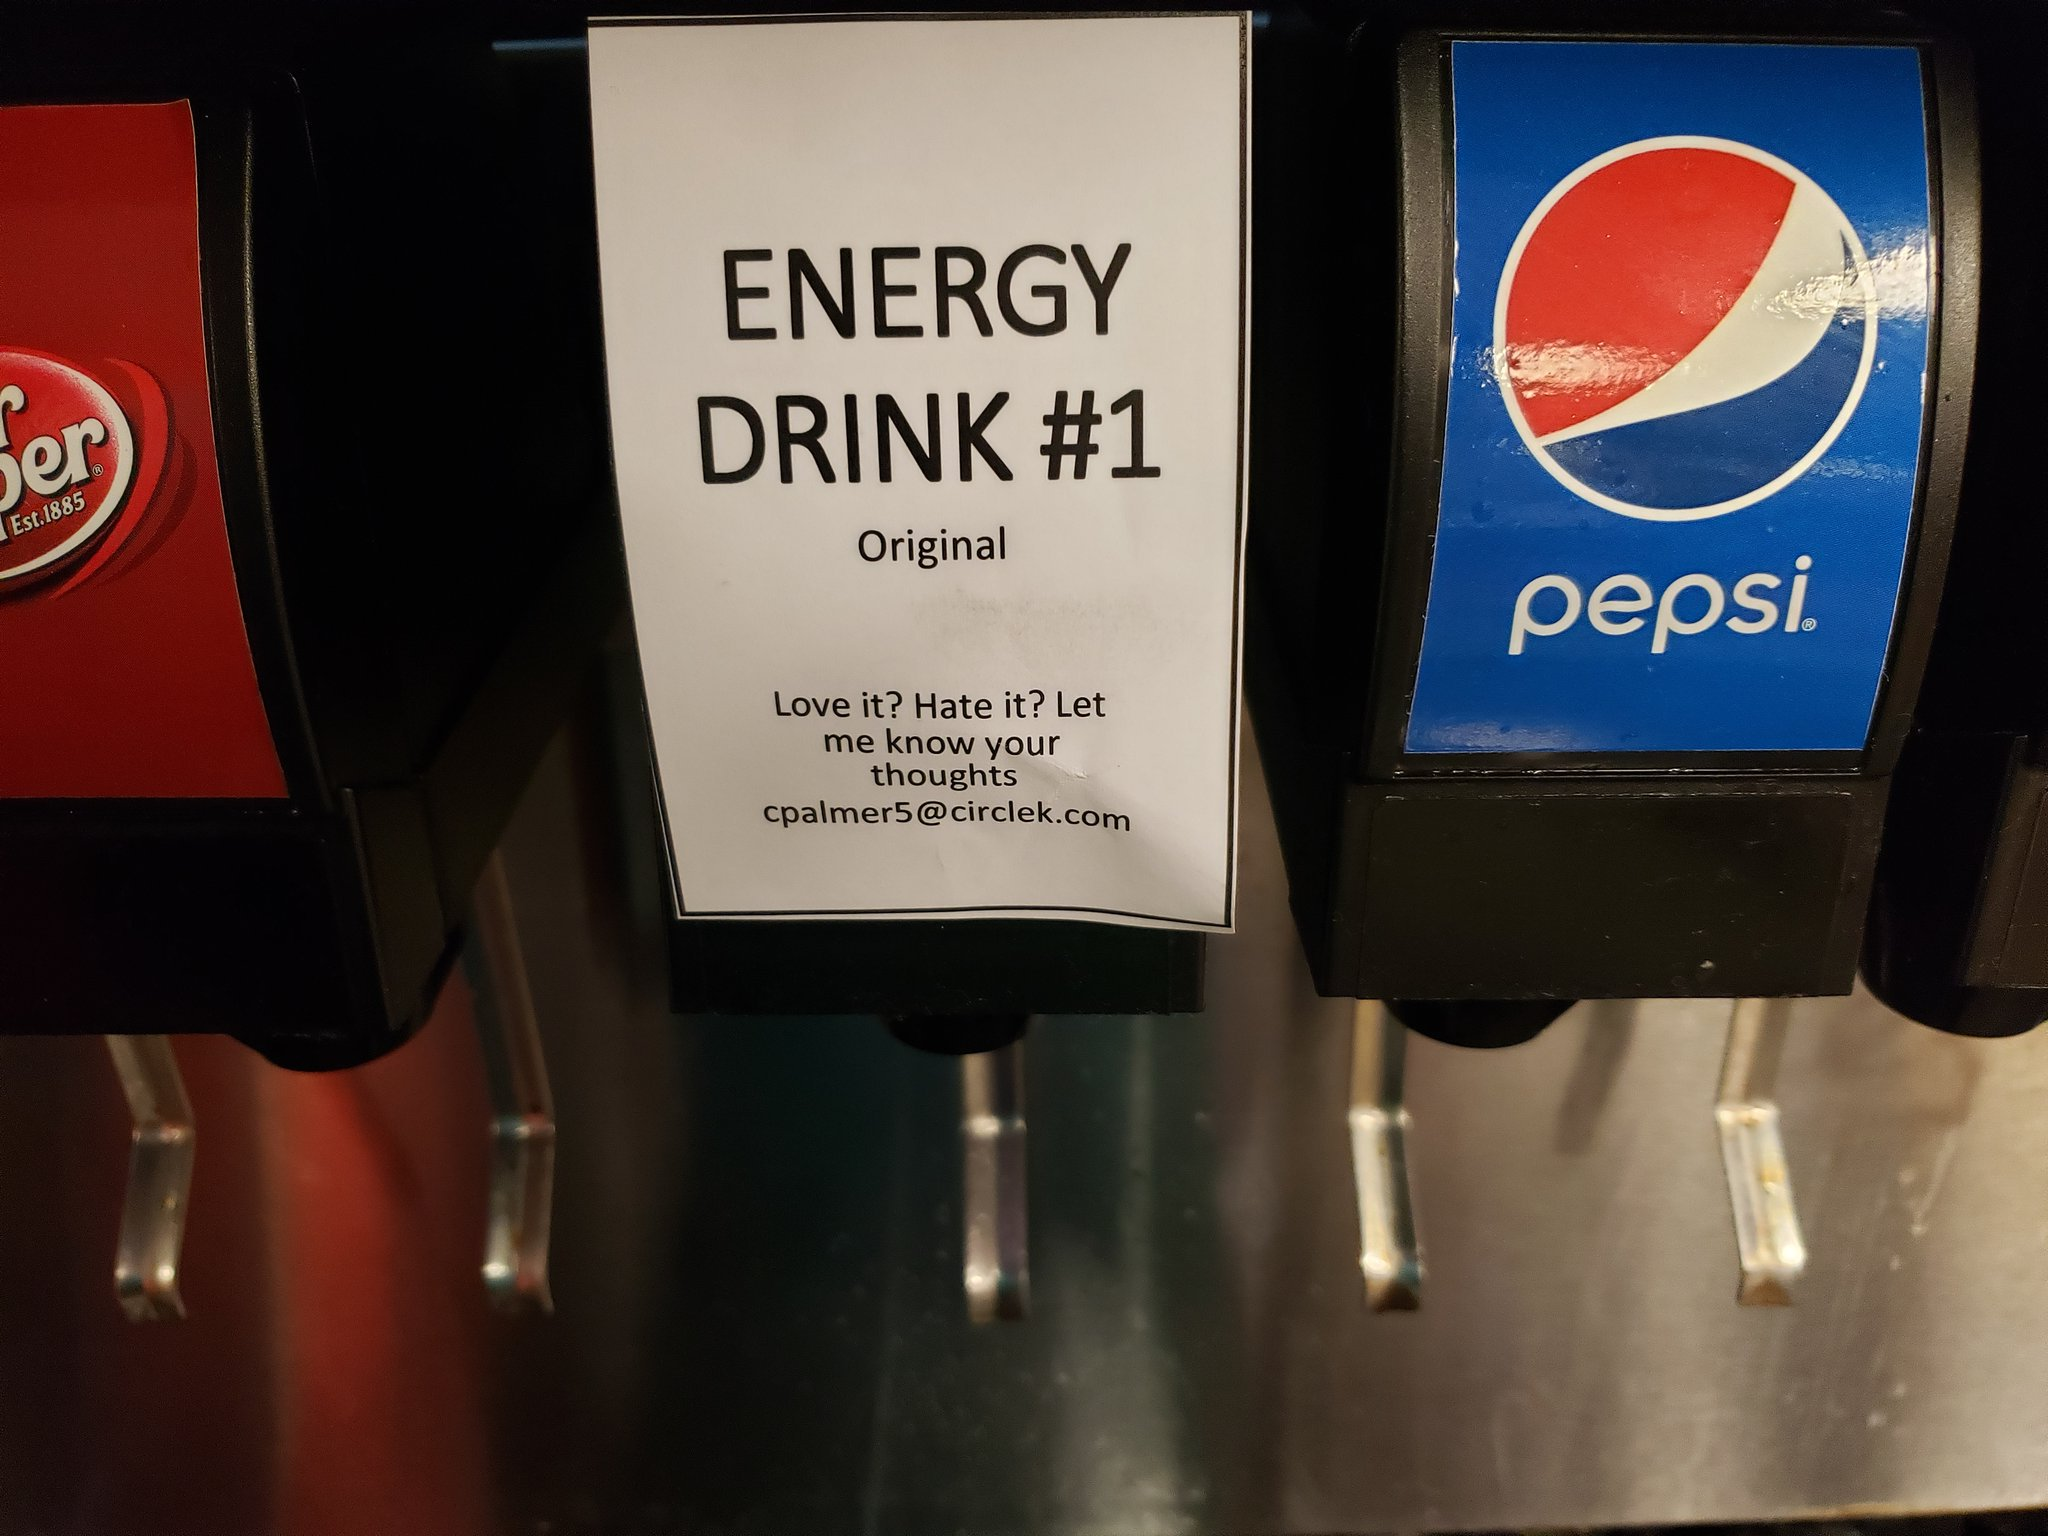 er
Est.1885
ENERGY
DRINK #1
Original
Love it? Hate it? Let
me know your
thoughts
cpalmer5@circlek.com
pepsi®